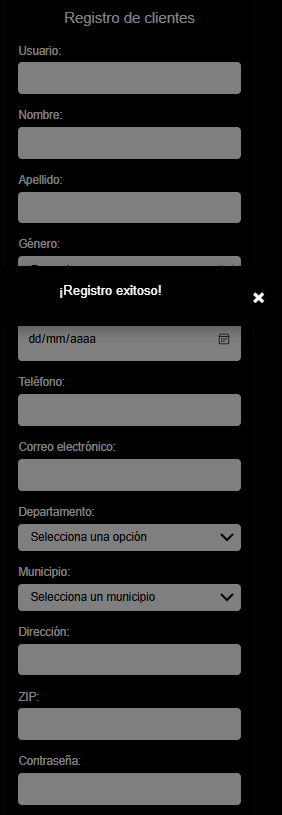 Registro de clientes
Usuario:
Nombre:
Apellido:
Género:
¡Registro exitoso!
dd/mm/aaaa
Teléfono:
Correo electrónico:
Departamento:
Selecciona una opción
Municipio:
Selecciona un municipio
Dirección:
ZIP:
Contraseña: